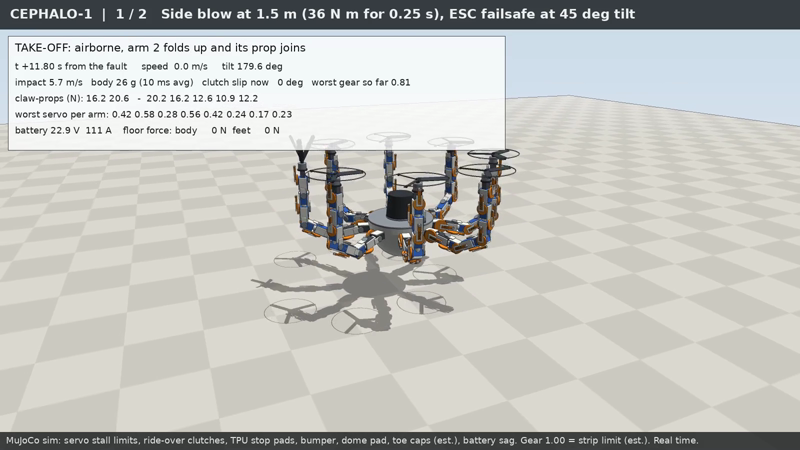 CEPHALO-1 | 1 / 2 Side blow at 1.5 m (36 N m for 0.25 s), ESC failsafe at 45 deg tilt
TAKE-OFF: airborne, arm 2 folds up and its prop joins
t +11.80 s from the fault speed 0.0 m/s tilt 179.6 deg
impact 5.7 m/s body 26 g (10 ms avg) clutch slip now 0 deg worst gear so far 0.81
claw-props (N): 16.2 20.6 - 20.2 16.2 12.6 10.9 12.2
worst servo per arm: 0.42 0.58 0.28 0.56 0.42 0.24 0.17 0.23
battery 22.9 V 111 A floor force: body 0 N feet 0 N
MuJoCo sim: servo stall limits, ride-over clutches, TPU stop pads, bumper, dome pad, toe caps (est.), battery sag. Gear 1.00 = strip limit (est.). Real time.